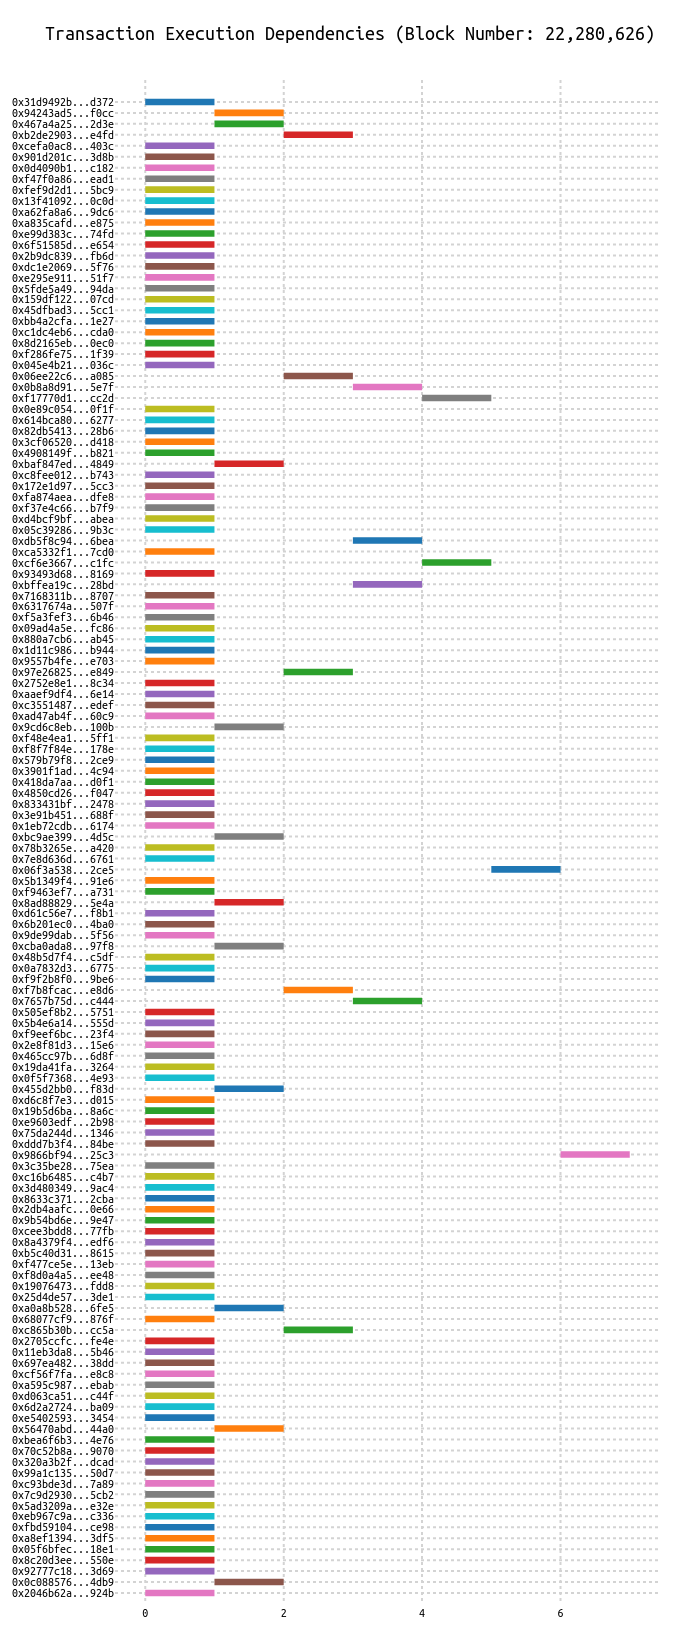 Transaction Execution Dependencies (Block Number: 22,280,626)
0x31d9492b...d372
0x94243ad5...f0cc
0x467a4a25...2d3e
0xb2de2903...e4fd
0xcefa0ac8...403c
0x901d201c...3d8b
0x0d4090b1...c182
0xf47f0a86...ead1
0xfef9d2d1...5bc9
0x13f41092...0c0d
0xa62fa8a6...9dc6
0xa835cafd...e875
0xe99d383c...74fd
0x6f51585d...e654
0x2b9dc839...fb6d
0xdc1e2069...5f76
0xe295e911...51f7
0x5fde5a49...94da
0x159df122...07cd
0x45dfbad3...5cc1
0xbb4a2cfa...1e27
0xc1dc4eb6...cda0
0x8d2165eb...0ec0
0xf286fe75...1f39
0x045e4b21...036c
0x06ee22c6...a085
0x0b8a8d91...5e7f
0xf17770d1...cc2d
0x0e89c054...0f1f
0x614bca80...6277
0x82db5413...28b6
0x3cf06520...d418
0x4908149f...b821
0xbaf847ed...4849
0xc8fee012...b743
0x172e1d97...5cc3
0xfa874aea...dfe8
0xf37e4c66...b7f9
0xd4bcf9bf...abea
0x05c39286...9b3c
0xdb5f8c94...6bea
0xca5332f1...7cd0
0xcf6e3667...c1fc
0x93493d68...8169
0xbffea19c...28bd
0x7168311b...8707
0x6317674a...507f
0xf5a3fef3...6b46
0x09ad4a5e...fc86
0x880a7cb6...ab45
0x1d11c986...b944
0x9557b4fe...e703
0x97e26825...e849
0x2752e8e1...8c34
0xaaef9df4...6e14
0xc3551487...edef
0xad47ab4f...60c9
0x9cd6c8eb...100b
0xf48e4ea1...5ff1
0xf8f7f84e...178e
0x579b79f8...2ce9
0x3901f1ad...4c94
0x418da7aa...d0f1
0x4850cd26...f047
0x833431bf...2478
0x3e91b451...688f
0x1eb72cdb...6174
0xbc9ae399...4d5c
0x78b3265e...a420
0x7e8d636d...6761
0x06f3a538...2ce5
0x5b1349f4...91e6
0xf9463ef7...a731
0x8ad88829...5e4a
0xd61c56e7...f8b1
0x6b201ec0...4ba0
0x9de99dab...5f56
0xcba0ada8...97f8
0x48b5d7f4...c5df
0x0a7832d3...6775
0xf9f2b8f0...9be6
0xf7b8fcac...e8d6
0x7657b75d...c444
0x505ef8b2...5751
0x5b4e6a14...555d
0xf9eef6bc...23f4
0x2e8f81d3...15e6
0x465cc97b...6d8f
0x19da41fa...3264
0x0f5f7368...4e93
0x455d2bb0...f83d
0xd6c8f7e3...d015
0x19b5d6ba...8a6c
0xe9603edf...2b98
0x75da244d...1346
0xddd7b3f4...84be
0x9866bf94...25c3
0x3c35be28...75ea
0xc16b6485...c4b7
0x3d480349...9ac4
0x8633c371...2cba
0x2db4aafc...0e66
0x9b54bd6e...9e47
0xcee3bdd8...77fb
0x8a4379f4...edf6
0xb5c40d31...8615
0xf477ce5e...13eb
0xf8d0a4a5...ee48
0x19076473...fdd8
0x25d4de57...3de1
0xa0a8b528...6fe5
0x68077cf9...876f
0xc865b30b...cc5a
0x2705ccfc...fe4e
0x11eb3da8...5b46
0x697ea482...38dd
0xcf56f7fa...e8c8
0xa595c987...ebab
0xd063ca51...c44f
0x6d2a2724...ba09
0xe5402593...3454
0x56470abd...44a0
0xbea6f6b3...4e76
0x70c52b8a...9070
0x320a3b2f...dcad
0x99a1c135...50d7
0xc93bde3d...7a89
0x7c9d2930...5cb2
0x5ad3209a...e32e
0xeb967c9a...c336
0xfbd59104...ce98
0xa8ef1394...3df5
0x05f6bfec...18e1
0x8c20d3ee...550e
0x92777c18...3d69
0x0c088576...4db9
0x2046b62a...924b
0 2 4 6